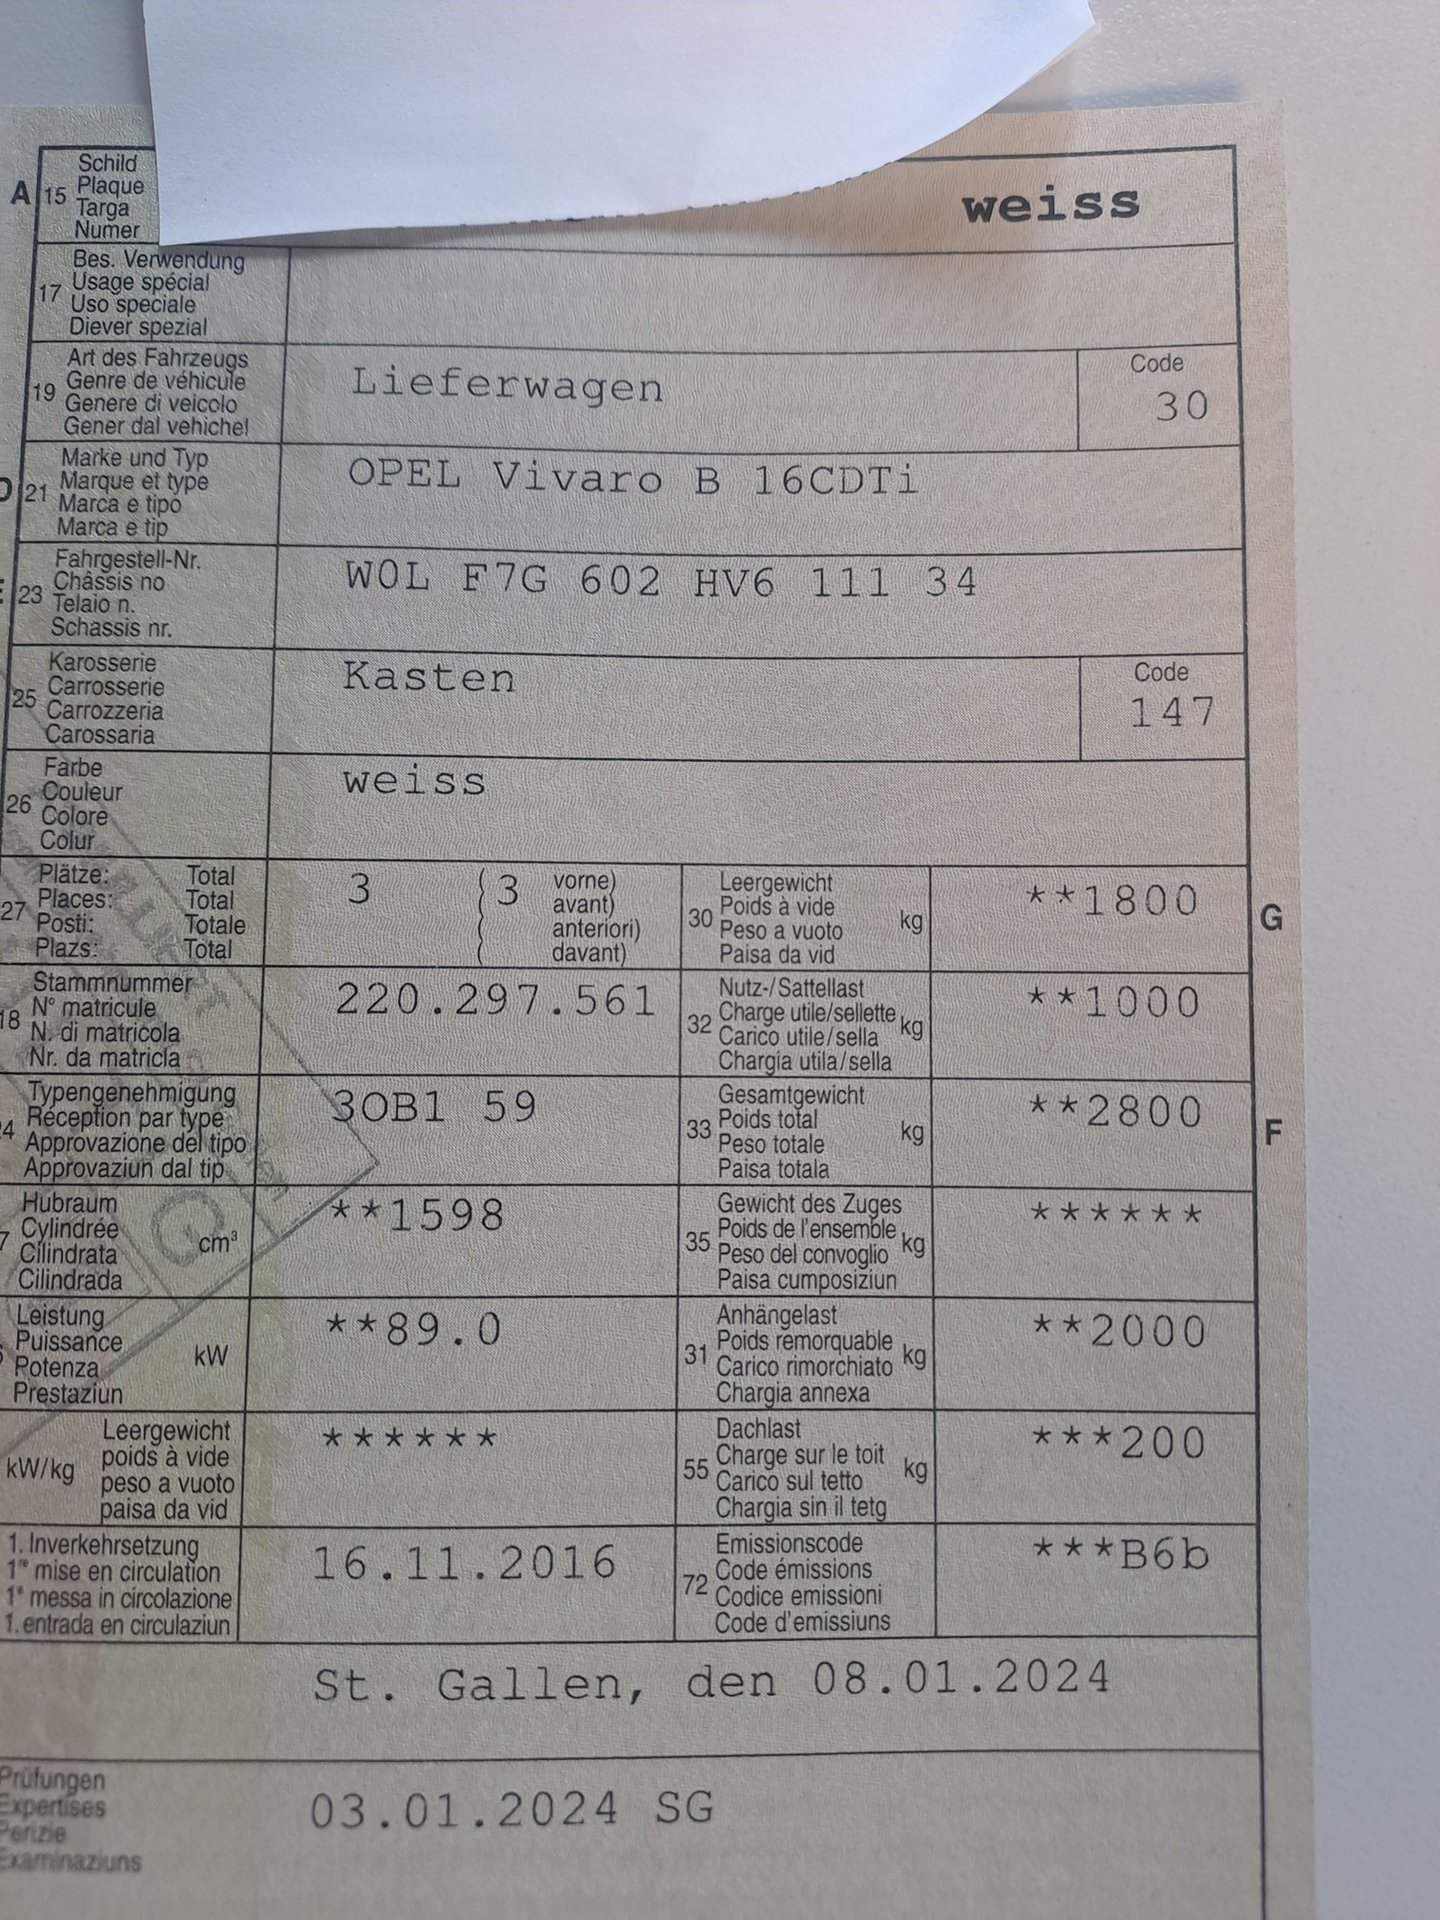 A 15 Schild
Plaque
Targa
Numer
weiss
17 Bes. Verwendung
Usage spécial
Uso speciale
Diever spezial
19 Art des Fahrzeugs
Genre de véhicule
Genere di veicolo
Gener dal vehichel
Lieferwagen
Code
30
21 Marke und Typ
Marque et type
Marca e tipo
Marca e tip
OPEL Vivaro B 16CDTi
23 Fahrgestell-Nr.
Châssis no
Telaio n.
Schassis nr.
W0L F7G 602 HV6 111 34
25 Karosserie
Carrosserie
Carrozzeria
Carossaria
Kasten
Code
147
26 Farbe
Couleur
Colore
Colur
weiss
27 Plätze: Total
Places: Total
Posti: Totale
Plazs: Total
3 ( 3 vorne)
( avant)
( anteriori)
( davant)
30 Leergewicht
Poids à vide
Peso a vuoto
Paisa da vid
kg
**1800
G
18 Stammnummer
N° matricule
N. di matricola
Nr. da matricla
220.297.561
32 Nutz-/Sattellast
Charge utile/sellette
Carico utile/sella
Chargia utila/sella
kg
**1000
Typengenehmigung
Réception par type
Approvazione del tipo
Approvaziun dal tip
3OB1 59
33 Gesamtgewicht
Poids total
Peso totale
Paisa totala
kg
**2800
F
Hubraum
Cylindrée
Cilindrata
Cilindrada
cm³
**1598
35 Gewicht des Zuges
Poids de l'ensemble
Peso del convoglio
Paisa cumposiziun
kg
******
Leistung
Puissance
Potenza
Prestaziun
kW
**89.0
31 Anhängelast
Poids remorquable
Carico rimorchiato
Chargia annexa
kg
**2000
kW/kg
Leergewicht
poids à vide
peso a vuoto
paisa da vid
******
55 Dachlast
Charge sur le toit
Carico sul tetto
Chargia sin il tetg
kg
***200
1. Inverkehrsetzung
1re mise en circulation
1a messa in circolazione
1. entrada en circulaziun
16.11.2016
72 Emissionscode
Code émissions
Codice emissioni
Code d'emissiuns
***B6b
St. Gallen, den 08.01.2024
Prüfungen
Expertises
Perizie
Examinaziuns
03.01.2024 SG